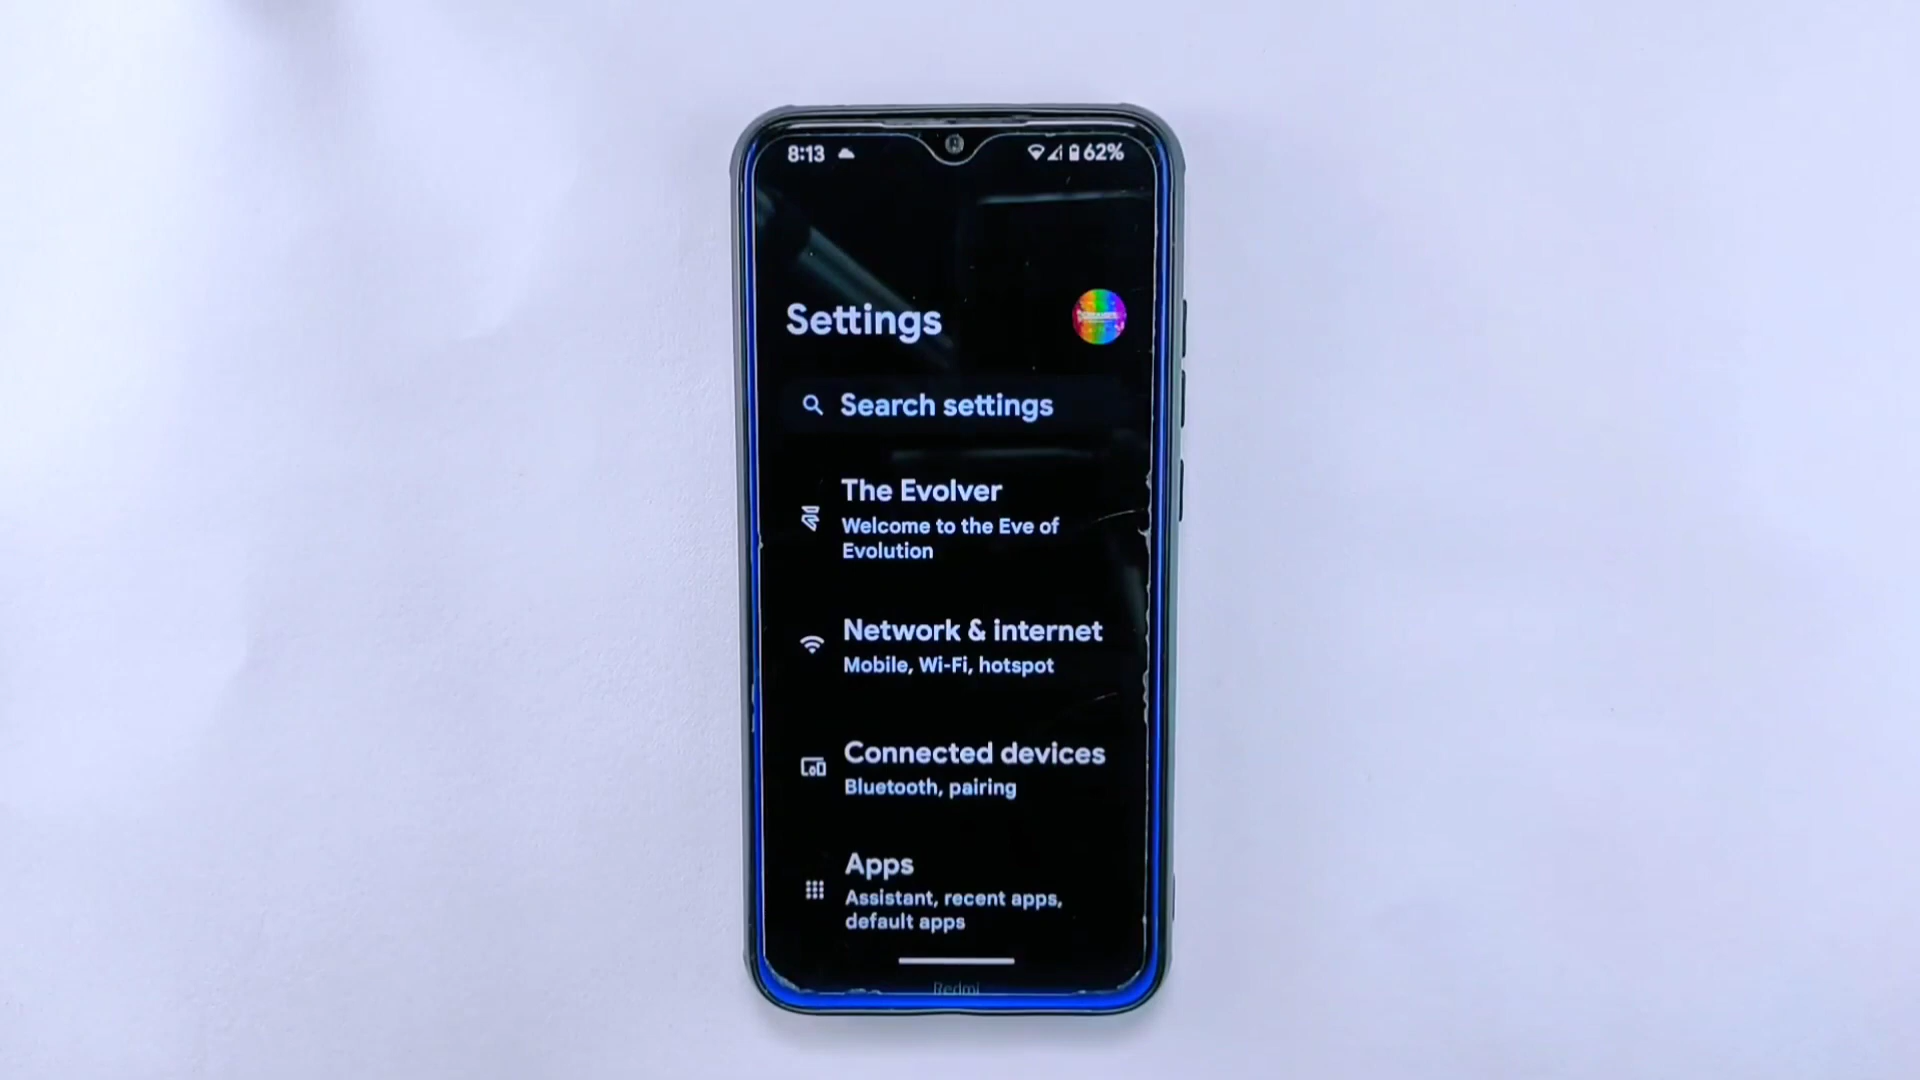 8:13 62%
Settings
Search settings
The Evolver
Welcome to the Eve of
Evolution
Network & internet
Mobile, Wi-Fi, hotspot
Connected devices
Bluetooth, pairing
Apps
Assistant, recent apps,
default apps
Redmi